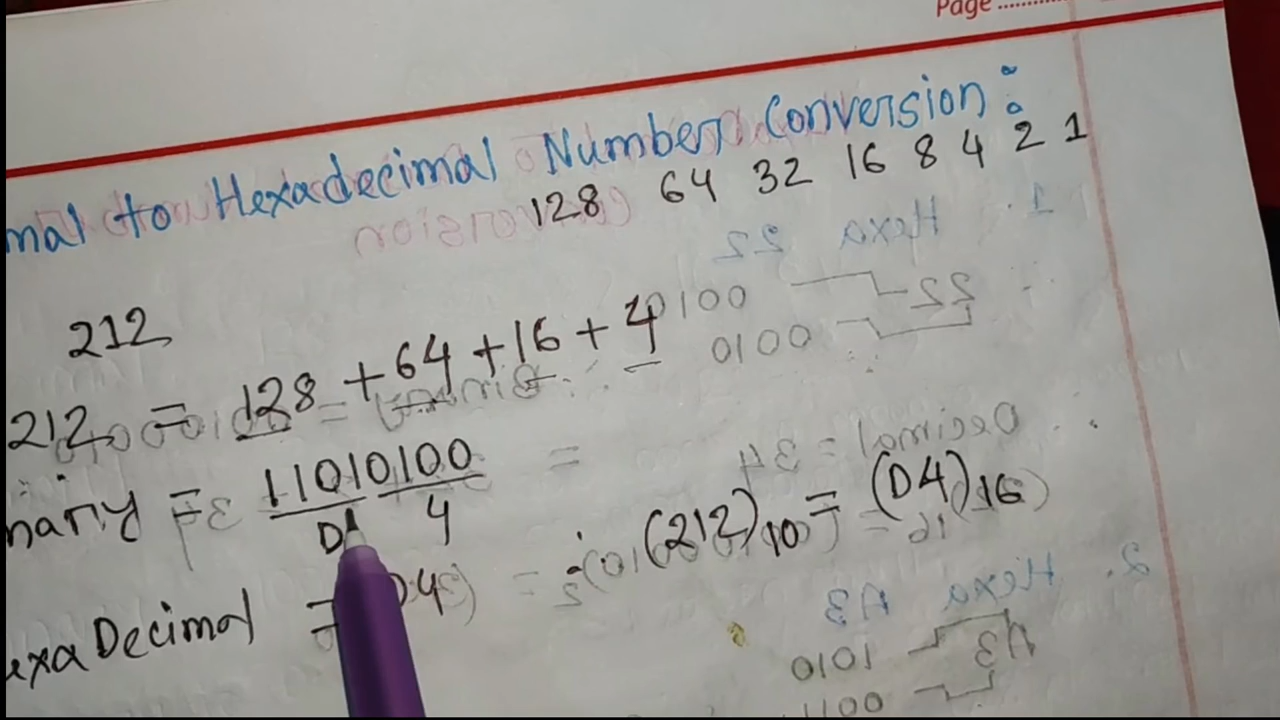 Page ..........
mal to Hexadecimal Number Conversion :
128 64 32 16 8 4 2 1
212
212 = 128 + 64 + 16 + 4
nary = 11010100
D 4
∴ (212)10 = (D4)16
exa Decimal = D4